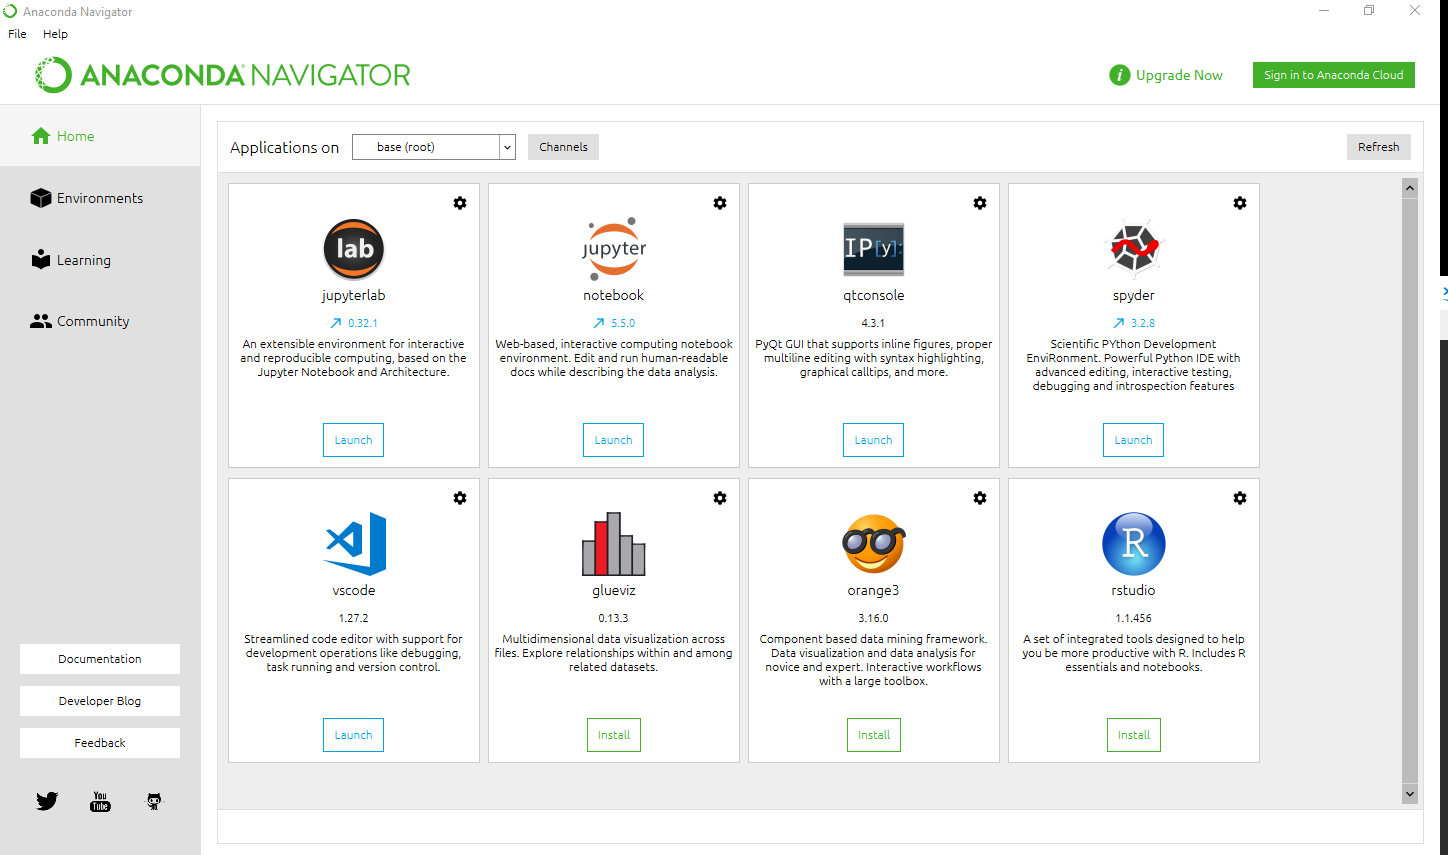 Anaconda Navigator
File Help
ANACONDA NAVIGATOR
i Upgrade Now
Sign in to Anaconda Cloud
Home
Environments
Learning
Community
Documentation
Developer Blog
Feedback
You
Tube
Applications on
base (root)
Channels
Refresh
lab
jupyterlab
0.32.1
An extensible environment for interactive
and reproducible computing, based on the
Jupyter Notebook and Architecture.
Launch
jupyter
notebook
5.5.0
Web-based, interactive computing notebook
environment. Edit and run human-readable
docs while describing the data analysis.
Launch
IP[y]:
qtconsole
4.3.1
PyQt GUI that supports inline figures, proper
multiline editing with syntax highlighting,
graphical calltips, and more.
Launch
spyder
3.2.8
Scientific PYthon Development
EnviRonment. Powerful Python IDE with
advanced editing, interactive testing,
debugging and introspection features
Launch
vscode
1.27.2
Streamlined code editor with support for
development operations like debugging,
task running and version control.
Launch
glueviz
0.13.3
Multidimensional data visualization across
files. Explore relationships within and among
related datasets.
Install
orange3
3.16.0
Component based data mining framework.
Data visualization and data analysis for
novice and expert. Interactive workflows
with a large toolbox.
Install
R
rstudio
1.1.456
A set of integrated tools designed to help
you be more productive with R. Includes R
essentials and notebooks.
Install